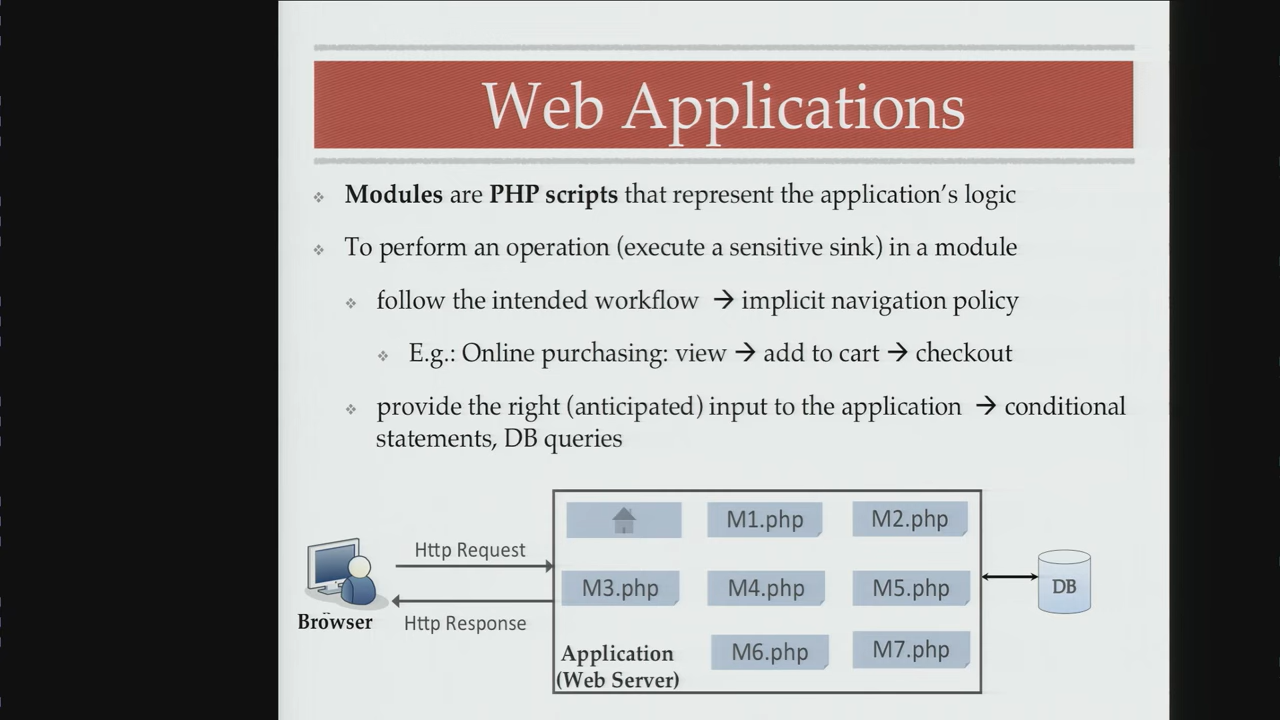 Web Applications
Modules are PHP scripts that represent the application's logic
To perform an operation (execute a sensitive sink) in a module
follow the intended workflow → implicit navigation policy
E.g.: Online purchasing: view → add to cart → checkout
provide the right (anticipated) input to the application → conditional
statements, DB queries
M1.php
M2.php
Http Request
M3.php
M4.php
M5.php
DB
Browser
Http Response
M6.php
M7.php
Application
(Web Server)